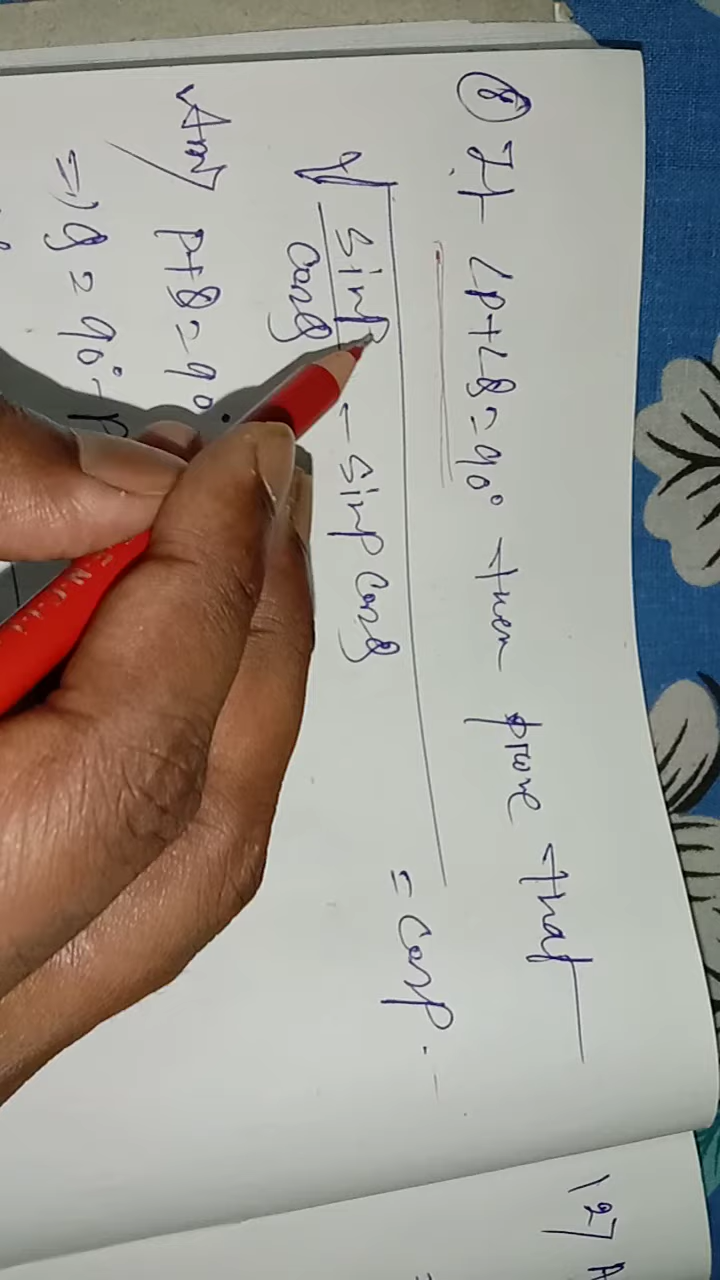 ⑧ If ∠P+∠Q=90° then prove that
√ sinP/cosQ - sinP cosQ = cosP.
Ans P+Q=90°
=> Q = 90°-P
127